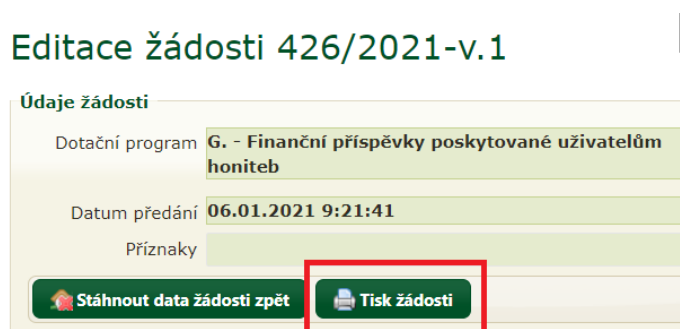 Editace žádosti 426/2021-v.1
Údaje žádosti
Dotační program G. - Finanční příspěvky poskytované uživatelům
honiteb
Datum předání 06.01.2021 9:21:41
Příznaky
Stáhnout data žádosti zpět Tisk žádosti